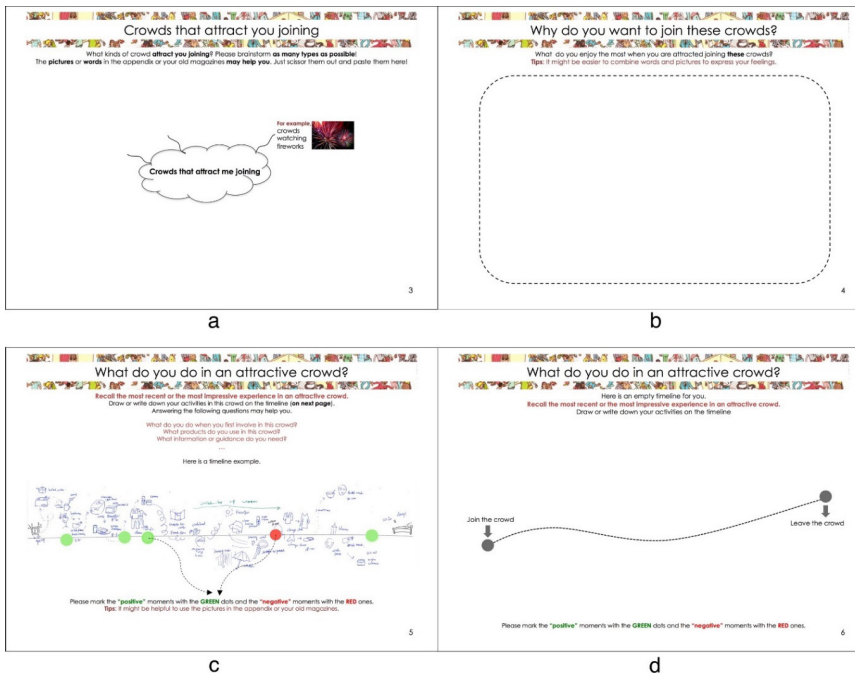 Crowds that attract you joining
What kinds of crowd attract you joining? Please brainstorm as many types as possible!
The pictures or words in the appendix or your old magazines may help you. Just scissor them out and paste them here!
For example,
crowds
watching
fireworks
Crowds that attract me joining
3
a
Why do you want to join these crowds?
What do you enjoy the most when you are attracted joining these crowds?
Tips: It might be easier to combine words and pictures to express your feelings.
4
b
What do you do in an attractive crowd?
Recall the most recent or the most impressive experience in an attractive crowd.
Draw or write down your activities in this crowd on the timeline (on next page).
Answering the following questions may help you.
What do you do when you first involve in this crowd?
What products do you use in this crowd?
What information or guidance do you need?
...
Here is a timeline example.
Please mark the "positive" moments with the GREEN dots and the "negative" moments with the RED ones.
Tips: It might be helpful to use the pictures in the appendix or your old magazines.
5
c
What do you do in an attractive crowd?
Here is an empty timeline for you.
Recall the most recent or the most impressive experience in an attractive crowd.
Draw or write down your activities on the timeline
Join the crowd
Leave the crowd
Please mark the "positive" moments with the GREEN dots and the "negative" moments with the RED ones.
6
d